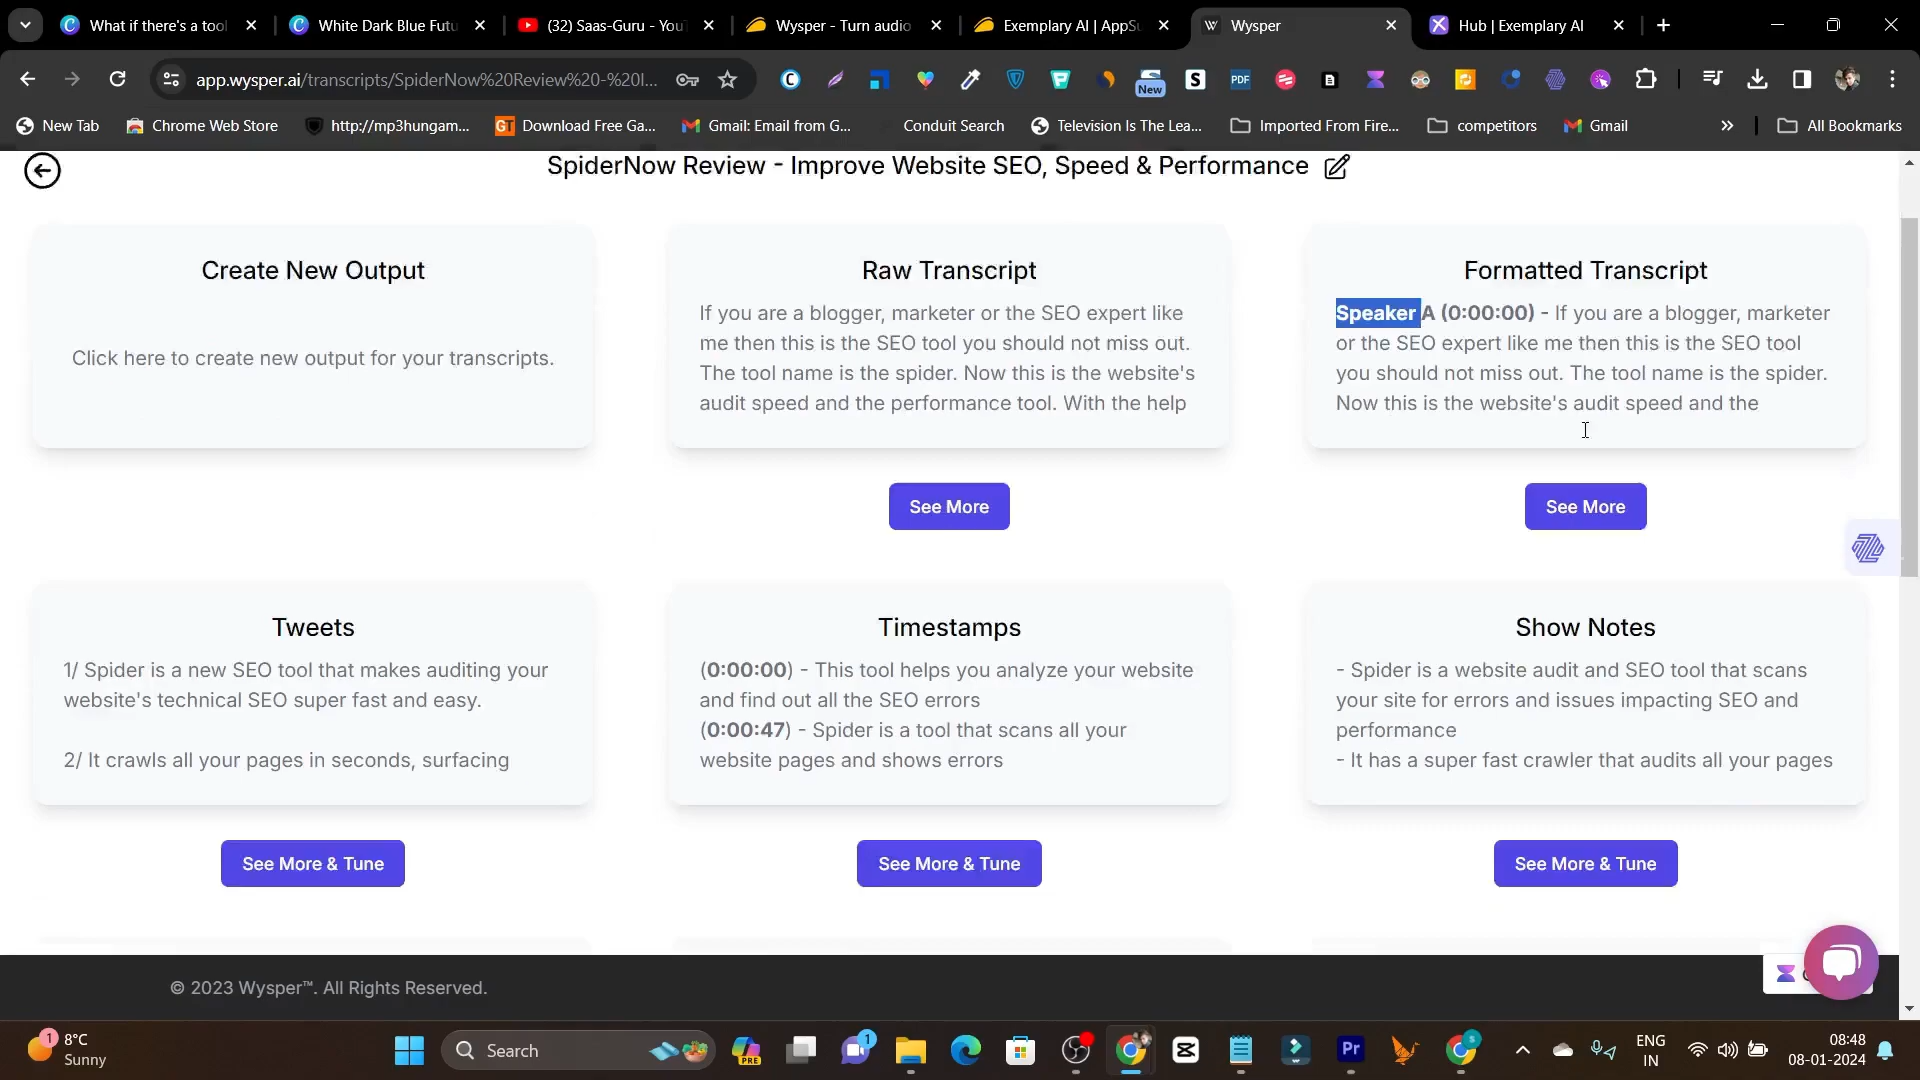 What if there's a tool
White Dark Blue Futu
(32) Saas-Guru - You
Wysper - Turn audio
Exemplary AI | AppSu
Wysper
Hub | Exemplary AI
app.wysper.ai/transcripts/SpiderNow%20Review%20-%20I...
New
PDF
New Tab
Chrome Web Store
http://mp3hungam...
GT Download Free Ga...
Gmail: Email from G...
Conduit Search
Television Is The Lea...
Imported From Fire...
competitors
Gmail
All Bookmarks
SpiderNow Review - Improve Website SEO, Speed & Performance
Create New Output
Click here to create new output for your transcripts.
Raw Transcript
If you are a blogger, marketer or the SEO expert like
me then this is the SEO tool you should not miss out.
The tool name is the spider. Now this is the website's
audit speed and the performance tool. With the help
See More
Formatted Transcript
Speaker A (0:00:00) - If you are a blogger, marketer
or the SEO expert like me then this is the SEO tool
you should not miss out. The tool name is the spider.
Now this is the website's audit speed and the
See More
Tweets
1/ Spider is a new SEO tool that makes auditing your
website's technical SEO super fast and easy.
2/ It crawls all your pages in seconds, surfacing
See More & Tune
Timestamps
(0:00:00) - This tool helps you analyze your website
and find out all the SEO errors
(0:00:47) - Spider is a tool that scans all your
website pages and shows errors
See More & Tune
Show Notes
- Spider is a website audit and SEO tool that scans
your site for errors and issues impacting SEO and
performance
- It has a super fast crawler that audits all your pages
See More & Tune
© 2023 Wysper™. All Rights Reserved.
1
8°C
Sunny
Search
PRE
1
Pr
ENG
IN
08:48
08-01-2024